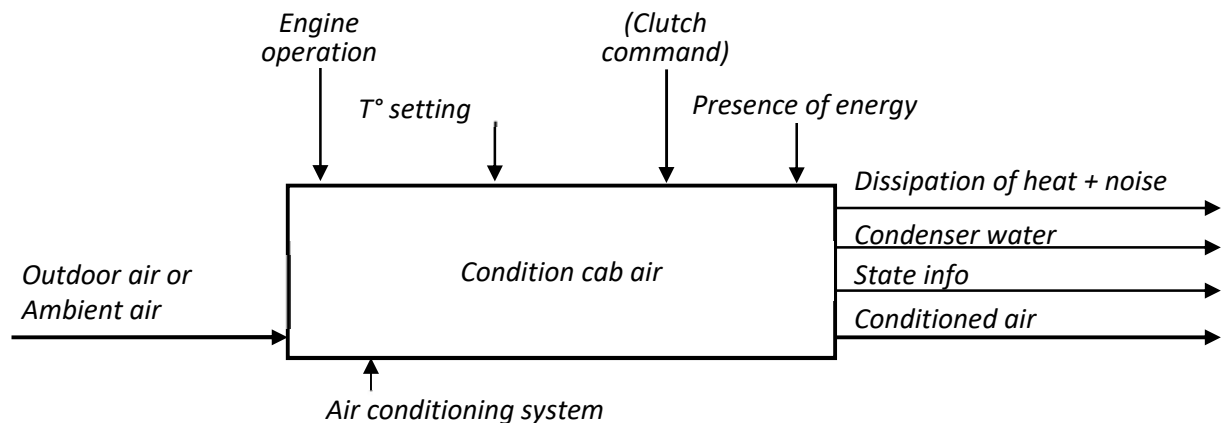 Engine
operation
(Clutch
command)
T° setting
Presence of energy
Dissipation of heat + noise
Condenser water
State info
Conditioned air
Condition cab air
Outdoor air or
Ambient air
Air conditioning system